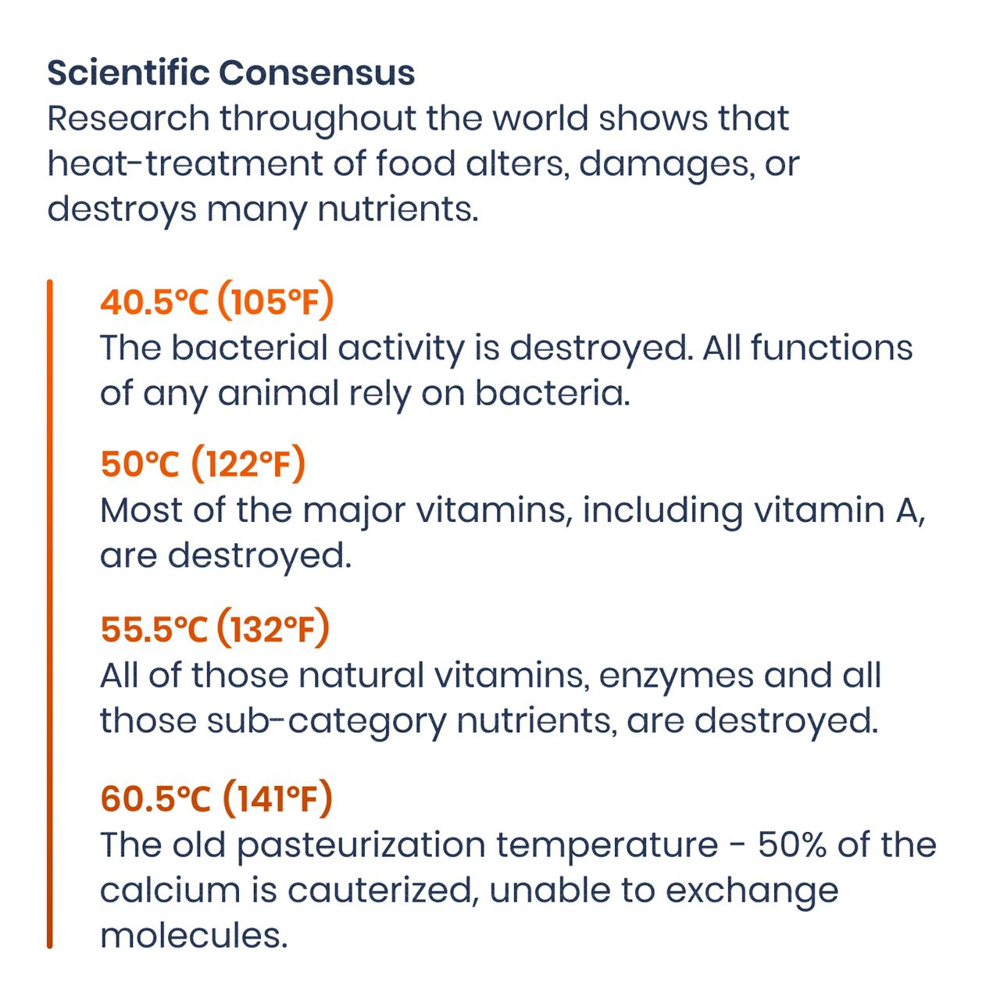 Scientific Consensus
Research throughout the world shows that
heat-treatment of food alters, damages, or
destroys many nutrients.
40.5°C (105°F)
The bacterial activity is destroyed. All functions
of any animal rely on bacteria.
50°C (122°F)
Most of the major vitamins, including vitamin A,
are destroyed.
55.5°C (132°F)
All of those natural vitamins, enzymes and all
those sub-category nutrients, are destroyed.
60.5°C (141°F)
The old pasteurization temperature - 50% of the
calcium is cauterized, unable to exchange
molecules.